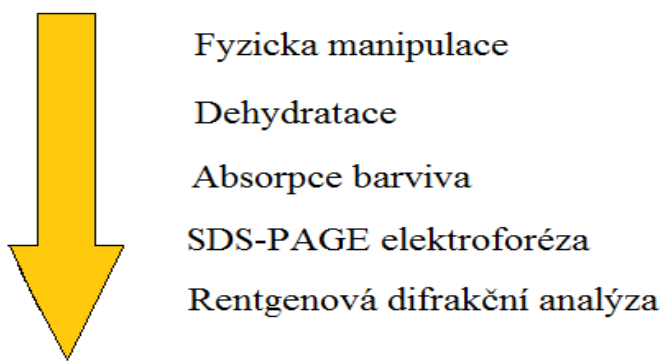 Fyzicka manipulace
Dehydratace
Absorpce barviva
SDS-PAGE elektroforéza
Rentgenová difrakční analýza